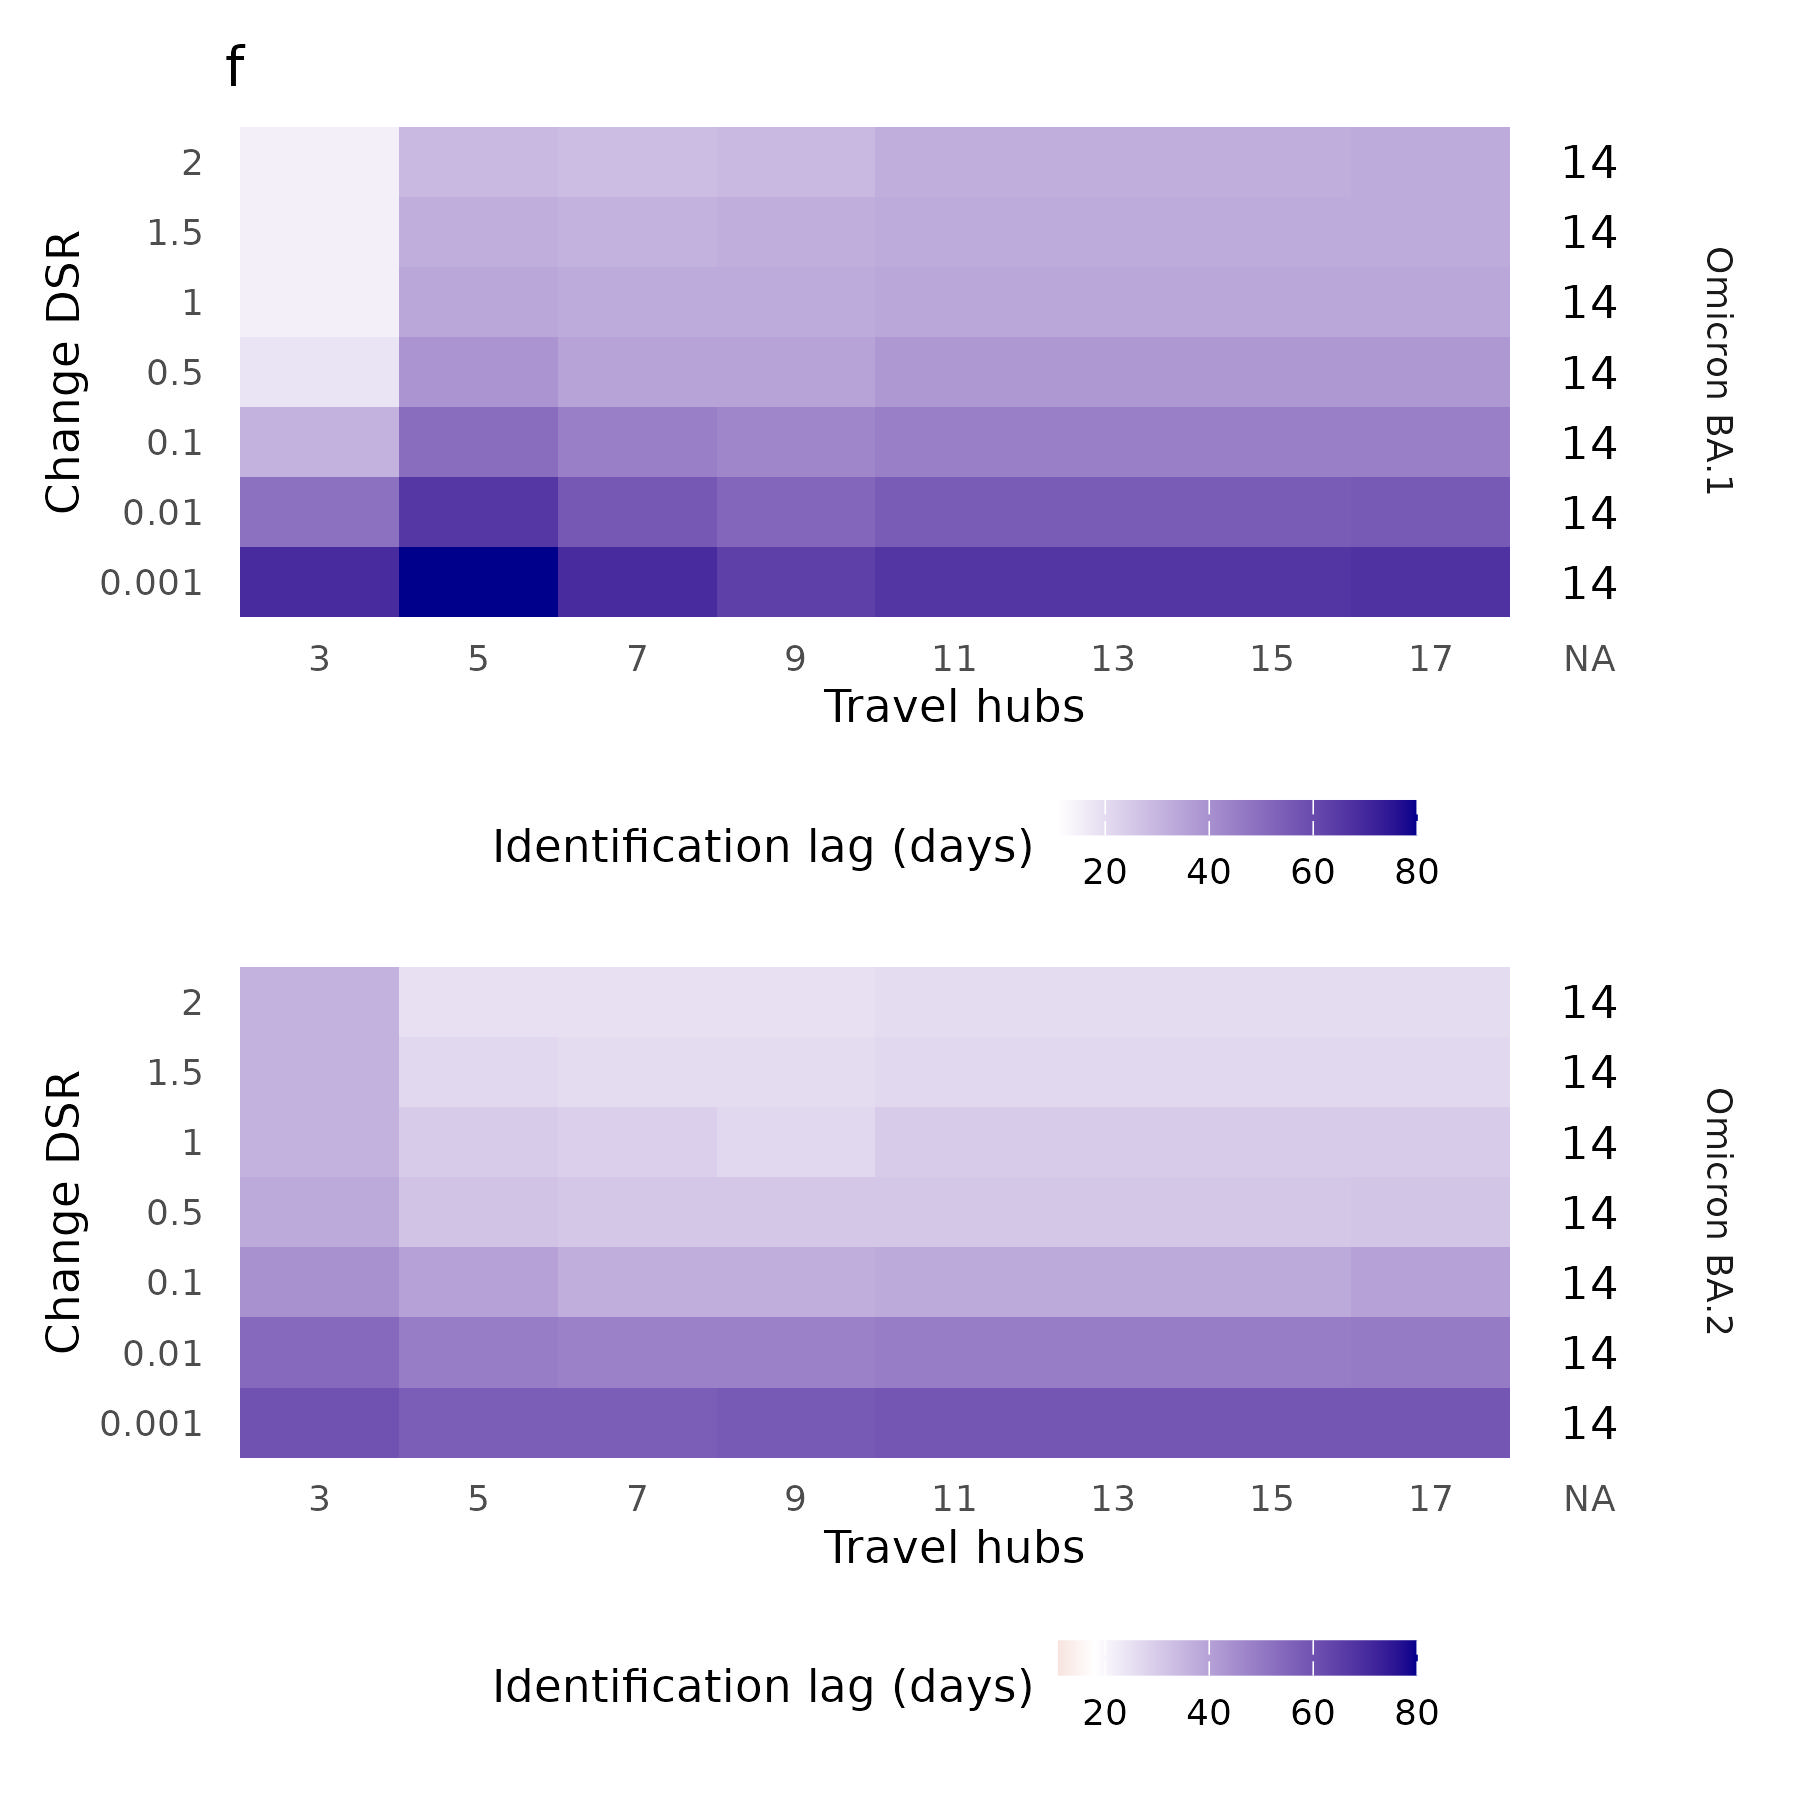 f
Change DSR
2 14
1.5 14
1 14
0.5 14
0.1 14
0.01 14
0.001 14
Omicron BA.1
3 5 7 9 11 13 15 17 NA
Travel hubs
Identification lag (days)
20 40 60 80
Change DSR
2 14
1.5 14
1 14
0.5 14
0.1 14
0.01 14
0.001 14
Omicron BA.2
3 5 7 9 11 13 15 17 NA
Travel hubs
Identification lag (days)
20 40 60 80